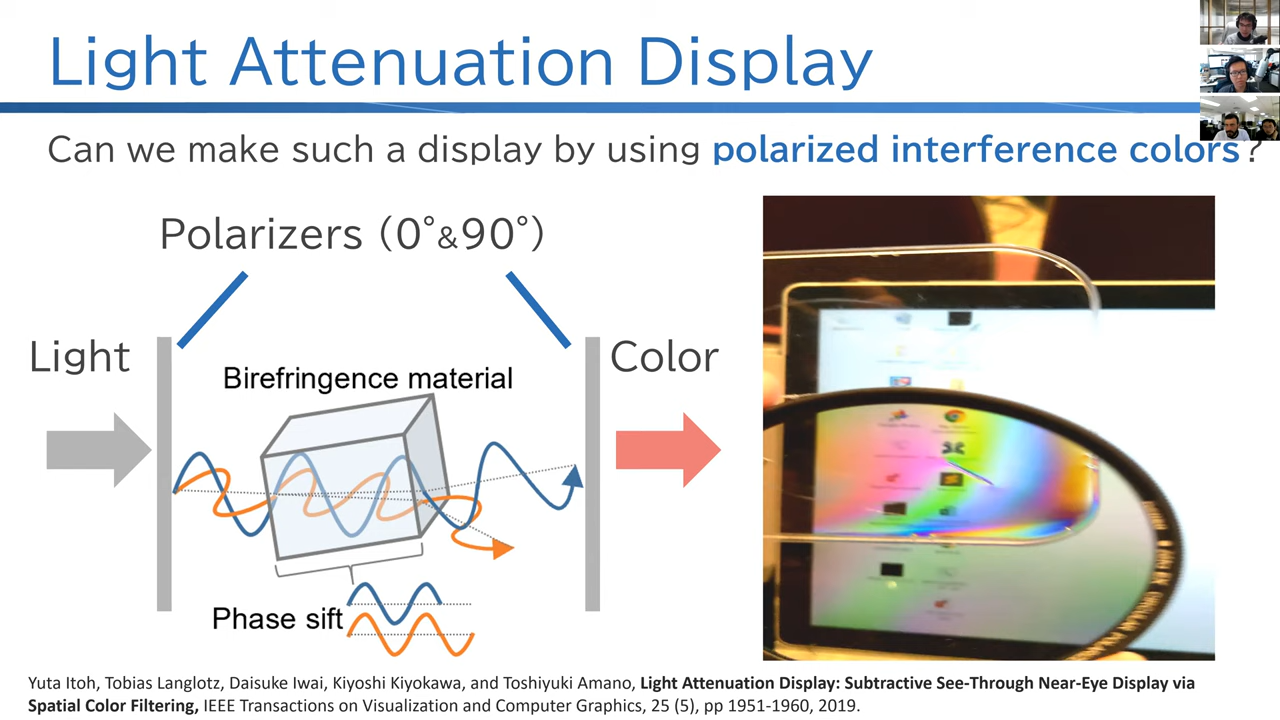 Light Attenuation Display
Can we make such a display by using polarized interference colors?
Polarizers (0°&90°)
Light
Color
Birefringence material
Phase sift
Yuta Itoh, Tobias Langlotz, Daisuke Iwai, Kiyoshi Kiyokawa, and Toshiyuki Amano, Light Attenuation Display: Subtractive See-Through Near-Eye Display via
Spatial Color Filtering, IEEE Transactions on Visualization and Computer Graphics, 25 (5), pp 1951-1960, 2019.